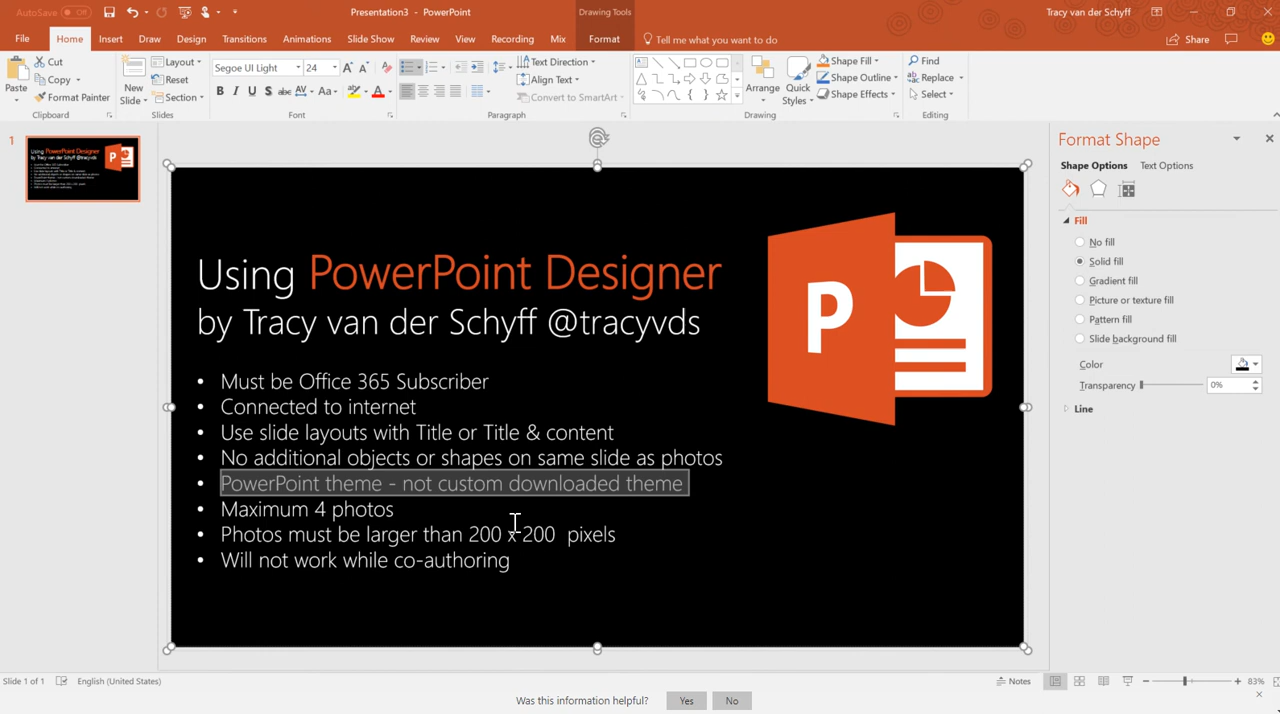 AutoSave Off
Presentation3 - PowerPoint
Drawing Tools
Tracy van der Schyff
File Home Insert Draw Design Transitions Animations Slide Show Review View Recording Mix Format Tell me what you want to do Share
Paste
Cut
Copy
Format Painter
Clipboard
New Slide
Layout
Reset
Section
Slides
Segoe UI Light 24
Font
Text Direction
Align Text
Convert to SmartArt
Paragraph
Arrange
Quick Styles
Shape Fill
Shape Outline
Shape Effects
Drawing
Find
Replace
Select
Editing
1
Using PowerPoint Designer
by Tracy van der Schyff @tracyvds
• Must be Office 365 Subscriber
• Connected to internet
• Use slide layouts with Title or Title & content
• No additional objects or shapes on same slide as photos
• PowerPoint theme - not custom downloaded theme
• Maximum 4 photos
• Photos must be larger than 200 x 200 pixels
• Will not work while co-authoring
P
Format Shape
Shape Options Text Options
Fill
No fill
Solid fill
Gradient fill
Picture or texture fill
Pattern fill
Slide background fill
Color
Transparency 0%
Line
Slide 1 of 1 English (United States)
Notes
83%
Was this information helpful? Yes No